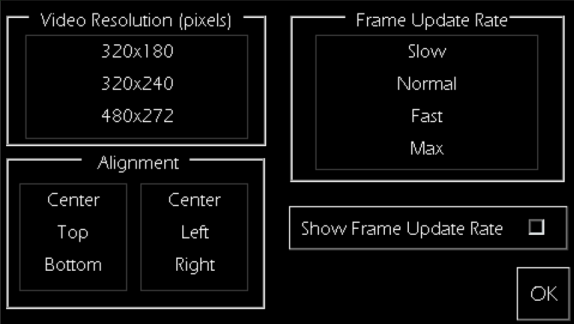 Video Resolution (pixels)
320x180
320x240
480x272
Frame Update Rate
Slow
Normal
Fast
Max
Alignment
Center
Top
Bottom
Center
Left
Right
Show Frame Update Rate
OK